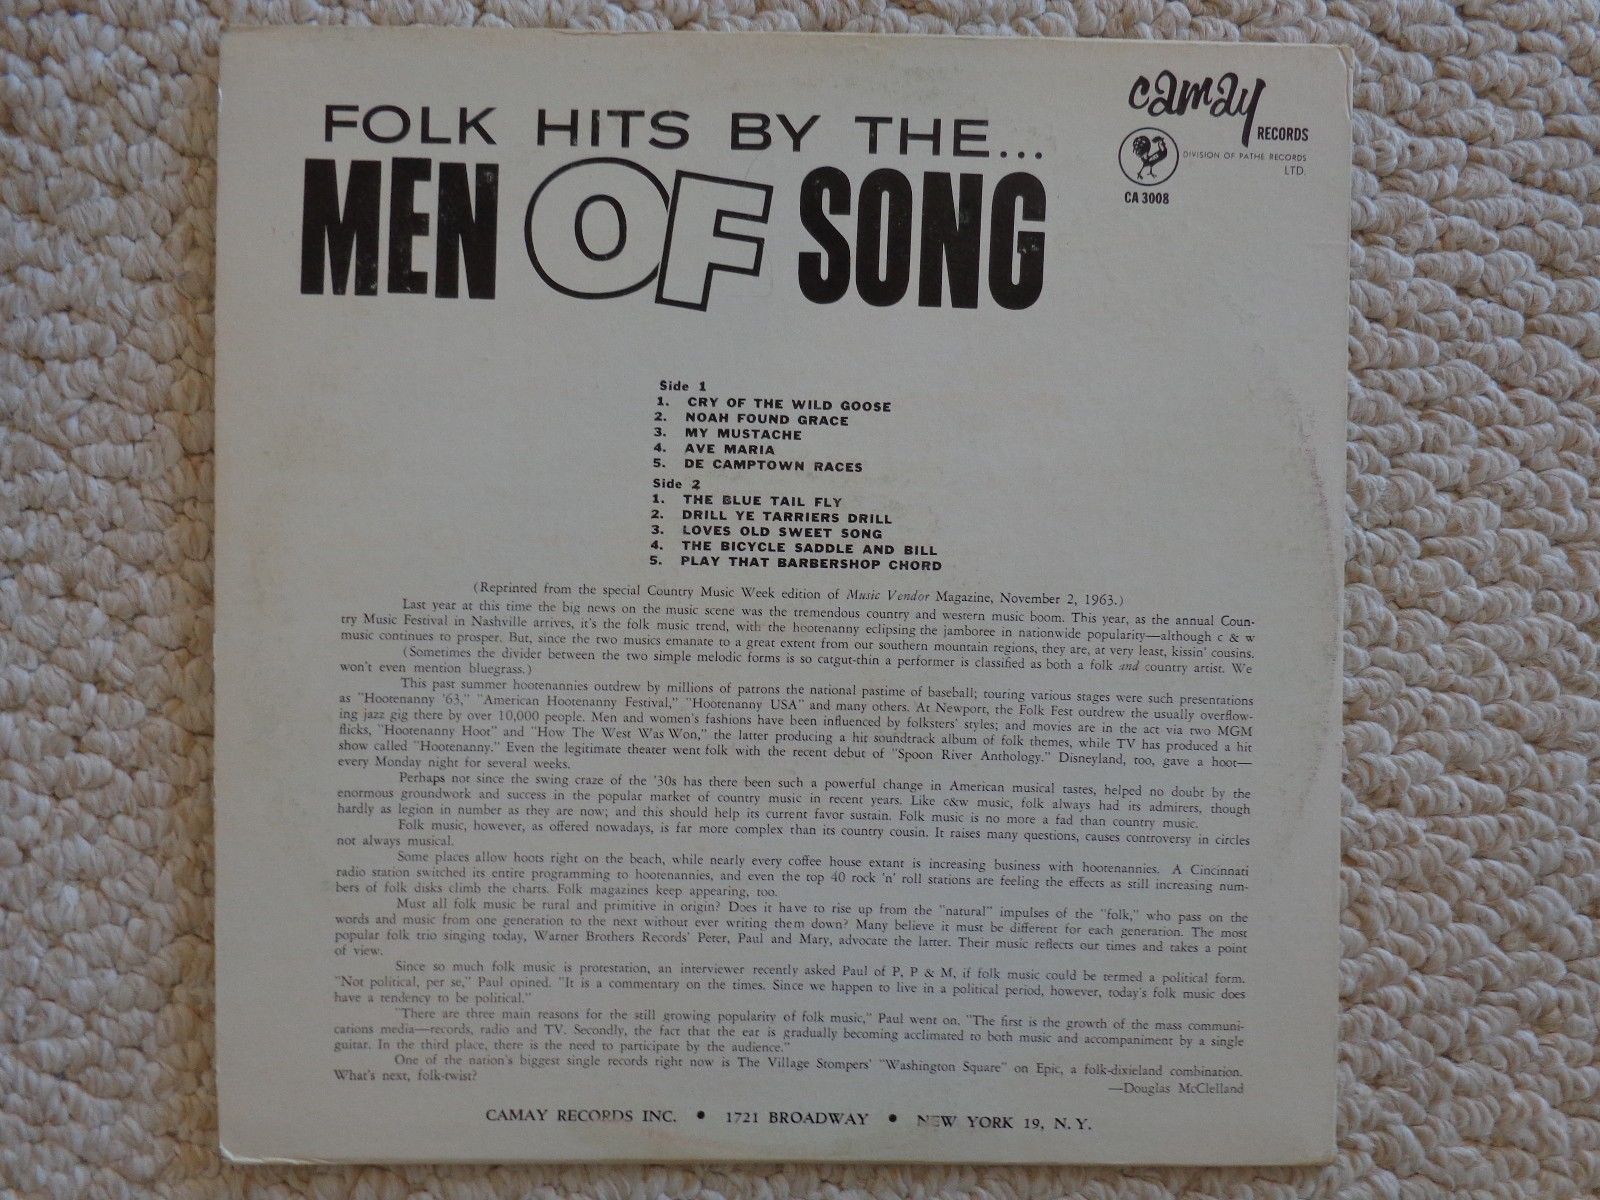 FOLK HITS BY THE...
MEN OF SONG
camay
RECORDS
DIVISION OF PATHE RECORDS
LTD.
CA 3008
Side 1
1. CRY OF THE WILD GOOSE
2. NOAH FOUND GRACE
3. MY MUSTACHE
4. AVE MARIA
5. DE CAMPTOWN RACES
Side 2
1. THE BLUE TAIL FLY
2. DRILL YE TARRIERS DRILL
3. LOVES OLD SWEET SONG
4. THE BICYCLE SADDLE AND BILL
5. PLAY THAT BARBERSHOP CHORD
(Reprinted from the special Country Music Week edition of Music Vendor Magazine, November 2, 1963.)
Last year at this time the big news on the music scene was the tremendous country and western music boom. This year, as the annual Coun-
try Music Festival in Nashville arrives, it's the folk music trend, with the hootenanny eclipsing the jamboree in nationwide popularity—although c & w
music continues to prosper. But, since the two musics emanate to a great extent from our southern mountain regions, they are, at very least, kissin' cousins.
(Sometimes the divider between the two simple melodic forms is so catgut-thin a performer is classified as both a folk and country artist. We
won't even mention bluegrass.)
This past summer hootenannies outdrew by millions of patrons the national pastime of baseball; touring various stages were such presentations
as "Hootenanny '63," "American Hootenanny Festival," "Hootenanny USA" and many others. At Newport, the Folk Fest outdrew the usually overflow-
ing jazz gig there by over 10,000 people. Men and women's fashions have been influenced by folksters' styles; and movies are in the act via two MGM
flicks, "Hootenanny Hoot" and "How The West Was Won," the latter producing a hit soundtrack album of folk themes, while TV has produced a hit
show called "Hootenanny." Even the legitimate theater went folk with the recent debut of "Spoon River Anthology." Disneyland, too, gave a hoot—
every Monday night for several weeks.
Perhaps not since the swing craze of the '30s has there been such a powerful change in American musical tastes, helped no doubt by the
enormous groundwork and success in the popular market of country music in recent years. Like c&w music, folk always had its admirers, though
hardly as legion in number as they are now; and this should help its current favor sustain. Folk music is no more a fad than country music.
Folk music, however, as offered nowadays, is far more complex than its country cousin. It raises many questions, causes controversy in circles
not always musical.
Some places allow hoots right on the beach, while nearly every coffee house extant is increasing business with hootenannies. A Cincinnati
radio station switched its entire programming to hootenannies, and even the top 40 rock 'n' roll stations are feeling the effects as still increasing num-
bers of folk disks climb the charts. Folk magazines keep appearing, too.
Must all folk music be rural and primitive in origin? Does it have to rise up from the "natural" impulses of the "folk," who pass on the
words and music from one generation to the next without ever writing them down? Many believe it must be different for each generation. The most
popular folk trio singing today, Warner Brothers Records' Peter, Paul and Mary, advocate the latter. Their music reflects our times and takes a point
of view.
Since so much folk music is protestation, an interviewer recently asked Paul of P, P & M, if folk music could be termed a political form.
"Not political, per se," Paul opined. "It is a commentary on the times. Since we happen to live in a political period, however, today's folk music does
have a tendency to be political."
"There are three main reasons for the still growing popularity of folk music," Paul went on. "The first is the growth of the mass communi-
cations media—records, radio and TV. Secondly, the fact that the ear is gradually becoming acclimated to both music and accompaniment by a single
guitar. In the third place, there is the need to participate by the audience."
One of the nation's biggest single records right now is The Village Stompers' "Washington Square" on Epic, a folk-dixieland combination.
What's next, folk-twist?
—Douglas McClelland
CAMAY RECORDS INC. • 1721 BROADWAY • NEW YORK 19, N. Y.